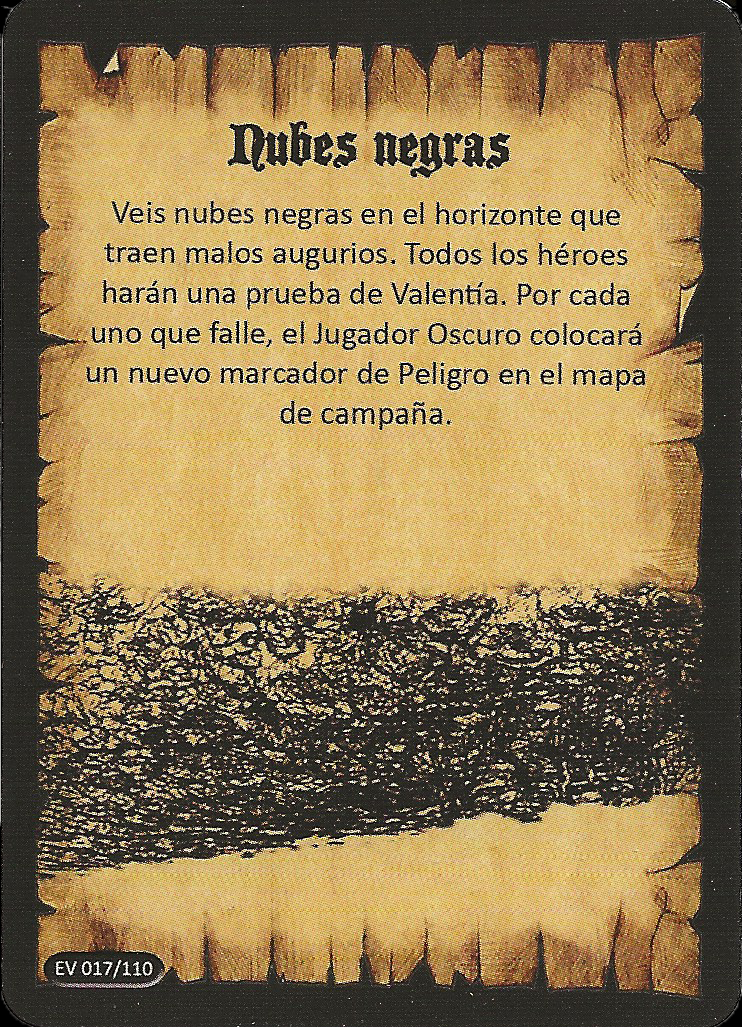 Nubes negras
Veis nubes negras en el horizonte que
traen malos augurios. Todos los héroes
harán una prueba de Valentía. Por cada
uno que falle, el Jugador Oscuro colocará
un nuevo marcador de Peligro en el mapa
de campaña.
EV 017/110